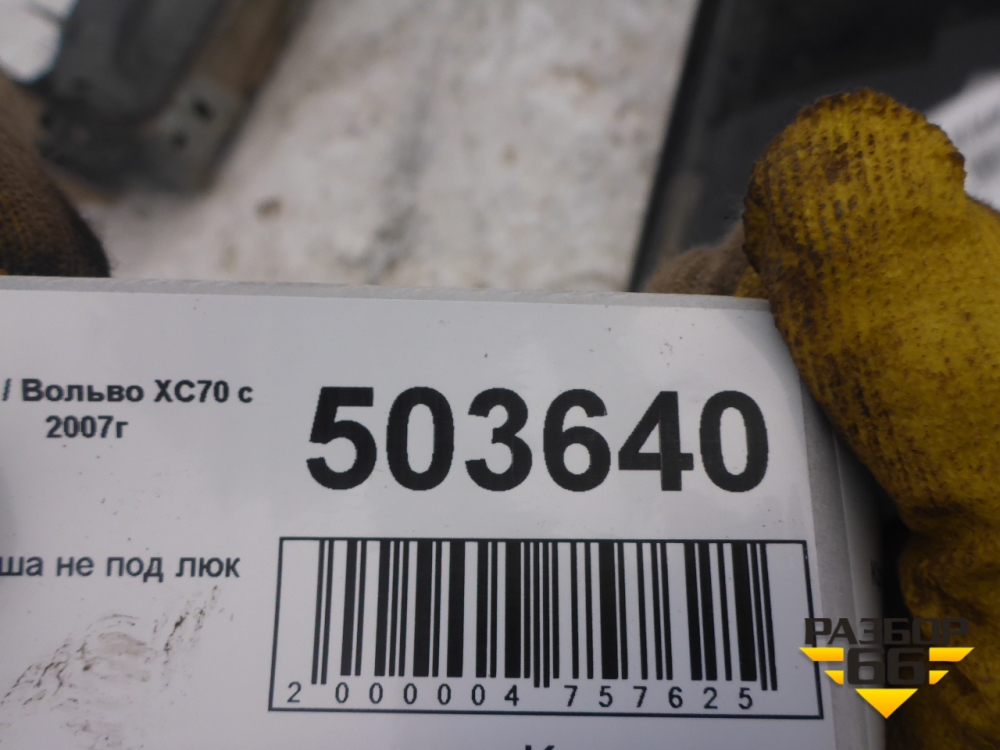 / Вольво XC70 с
2007г
503640
ша не под люк
2 000004 757625
РАЗБОР
66